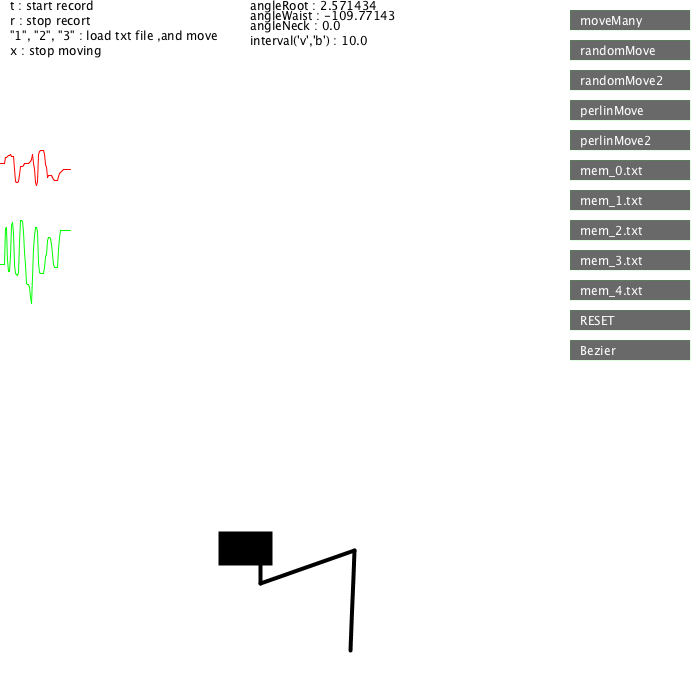 t : start record
r : stop recort
"1", "2", "3" : load txt file ,and move
x : stop moving
angleRoot : 2.571434
angleWaist : -109.77143
angleNeck : 0.0
interval('v','b') : 10.0
moveMany
randomMove
randomMove2
perlinMove
perlinMove2
mem_0.txt
mem_1.txt
mem_2.txt
mem_3.txt
mem_4.txt
RESET
Bezier